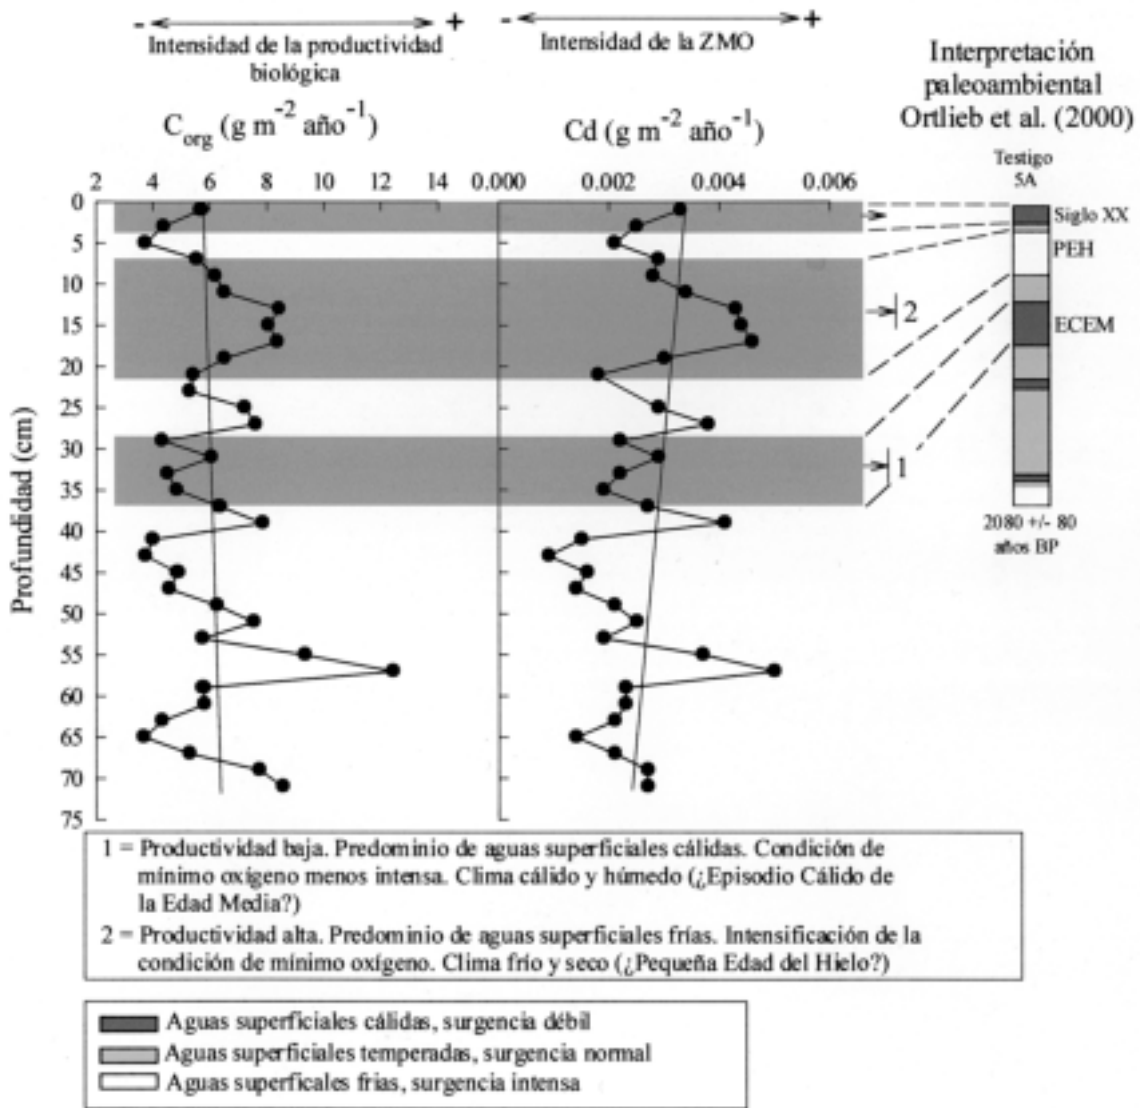 - +
Intensidad de la productividad
biológica
- +
Intensidad de la ZMO
Interpretación
paleoambiental
Ortlieb et al. (2000)
C org (g m -2 año -1)
Cd (g m -2 año -1)
Testigo
5A
2 4 6 8 10 12 14
0.000 0.002 0.004 0.006
0
5
10
15
20
25
30
35
40
45
50
55
60
65
70
75
Profundidad (cm)
2
1
Siglo XX
PEH
ECEM
2080 +/- 80
años BP
1 = Productividad baja. Predominio de aguas superficiales cálidas. Condición de
mínimo oxígeno menos intensa. Clima cálido y húmedo (¿Episodio Cálido de
la Edad Media?)
2 = Productividad alta. Predominio de aguas superficiales frías. Intensificación de la
condición de mínimo oxígeno. Clima frío y seco (¿Pequeña Edad del Hielo?)
Aguas superficiales cálidas, surgencia débil
Aguas superficiales temperadas, surgencia normal
Aguas superficales frias, surgencia intensa